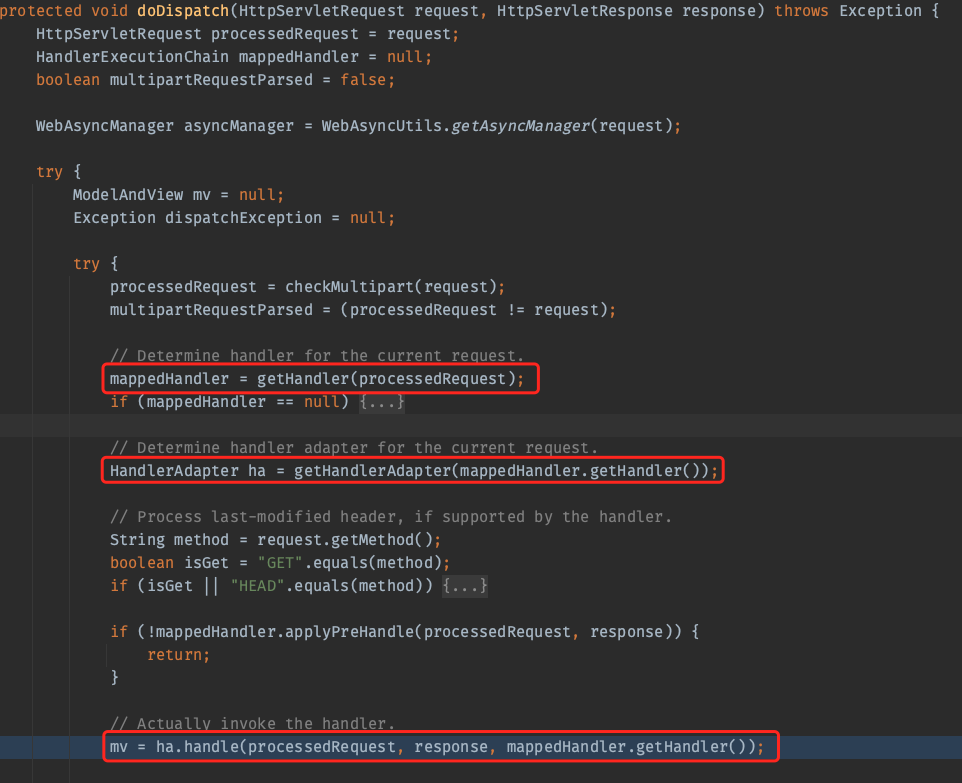 protected void doDispatch(HttpServletRequest request, HttpServletResponse response) throws Exception {
HttpServletRequest processedRequest = request;
HandlerExecutionChain mappedHandler = null;
boolean multipartRequestParsed = false;
WebAsyncManager asyncManager = WebAsyncUtils.getAsyncManager(request);
try {
ModelAndView mv = null;
Exception dispatchException = null;
try {
processedRequest = checkMultipart(request);
multipartRequestParsed = (processedRequest != request);
// Determine handler for the current request.
mappedHandler = getHandler(processedRequest);
if (mappedHandler == null) {...}
// Determine handler adapter for the current request.
HandlerAdapter ha = getHandlerAdapter(mappedHandler.getHandler());
// Process last-modified header, if supported by the handler.
String method = request.getMethod();
boolean isGet = "GET".equals(method);
if (isGet || "HEAD".equals(method)) {...}
if (!mappedHandler.applyPreHandle(processedRequest, response)) {
return;
}
// Actually invoke the handler.
mv = ha.handle(processedRequest, response, mappedHandler.getHandler());